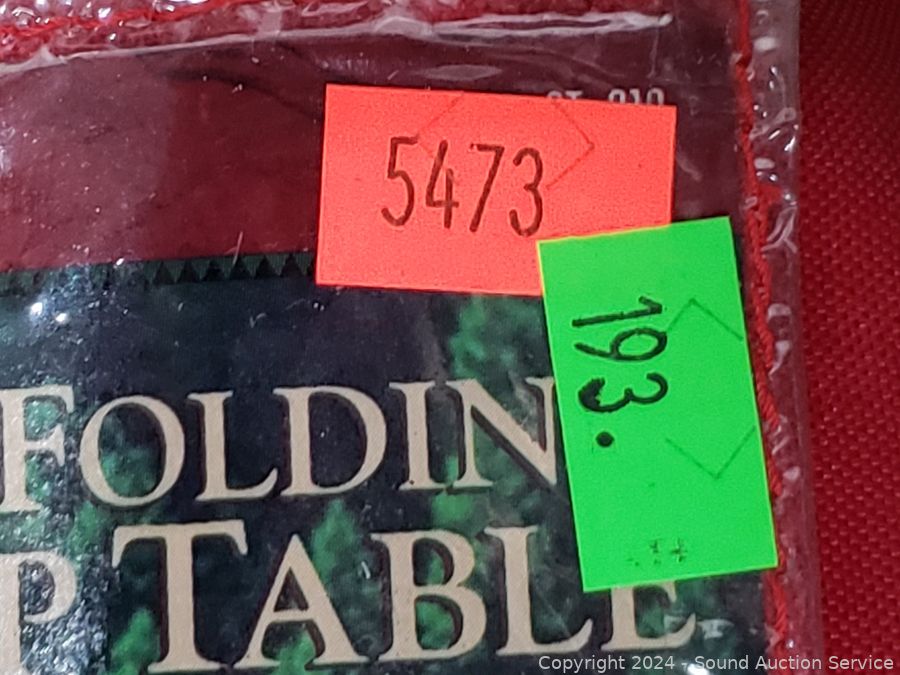 5473
193.
FOLDIN
P TABLE
Copyright 2024 - Sound Auction Service